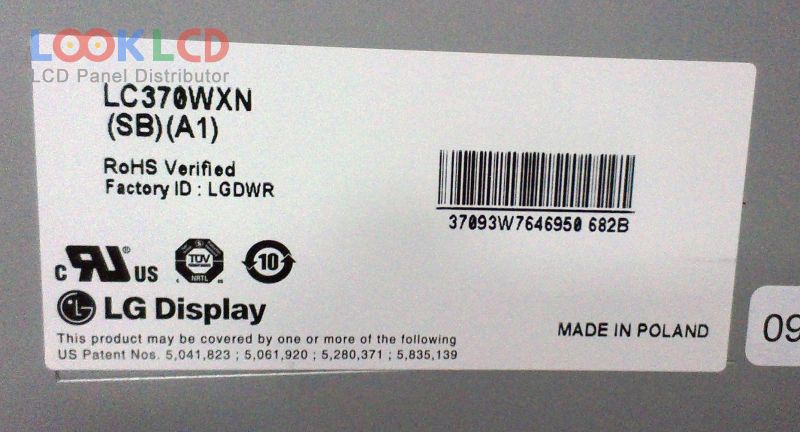 LOOKLCD
LCD Panel Distributor
LC370WXN
(SB)(A1)
RoHS Verified
Factory ID : LGDWR
37093W7646950 682B
c RU ® US
TÜV
NRTL
10
LG Display
This product may be covered by one or more of the following
US Patent Nos. 5,041,823 ; 5,061,920 ; 5,280,371 ; 5,835,139
MADE IN POLAND
09